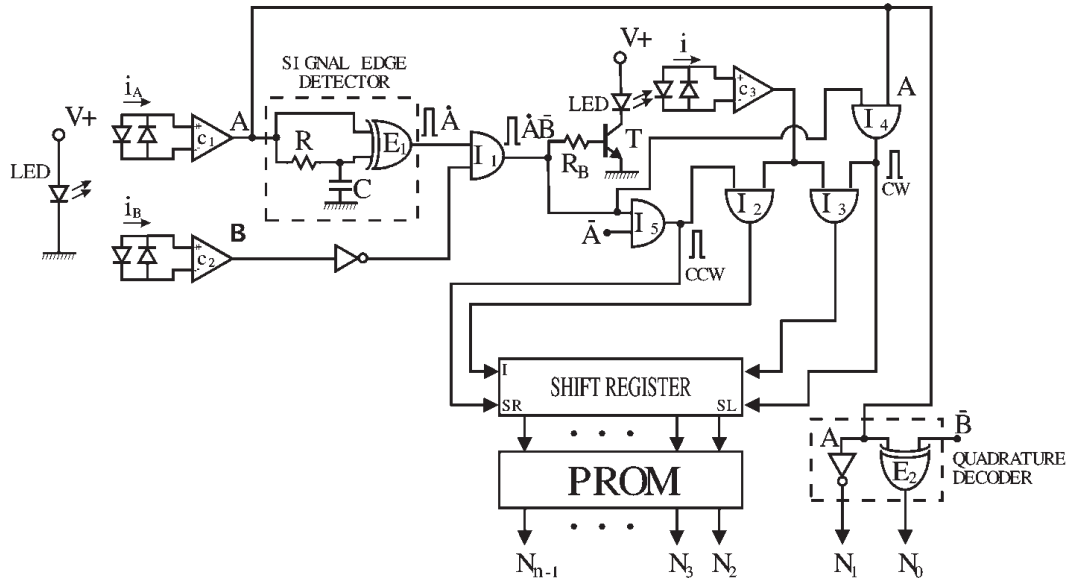 SIGNAL EDGE
DETECTOR
V+
LED
i_A
A
+
-
c_1
R
C
E_1
Ȧ
I_1
ȦB̄
R_B
T
V+
LED
i
+
-
c_3
A
I_4
CW
I_2
I_3
Ā
I_5
CCW
i_B
B
+
-
c_2
I
SHIFT REGISTER
SR
SL
PROM
A
B̄
E_2
QUADRATURE
DECODER
N_{n-1}
N_3
N_2
N_1
N_0